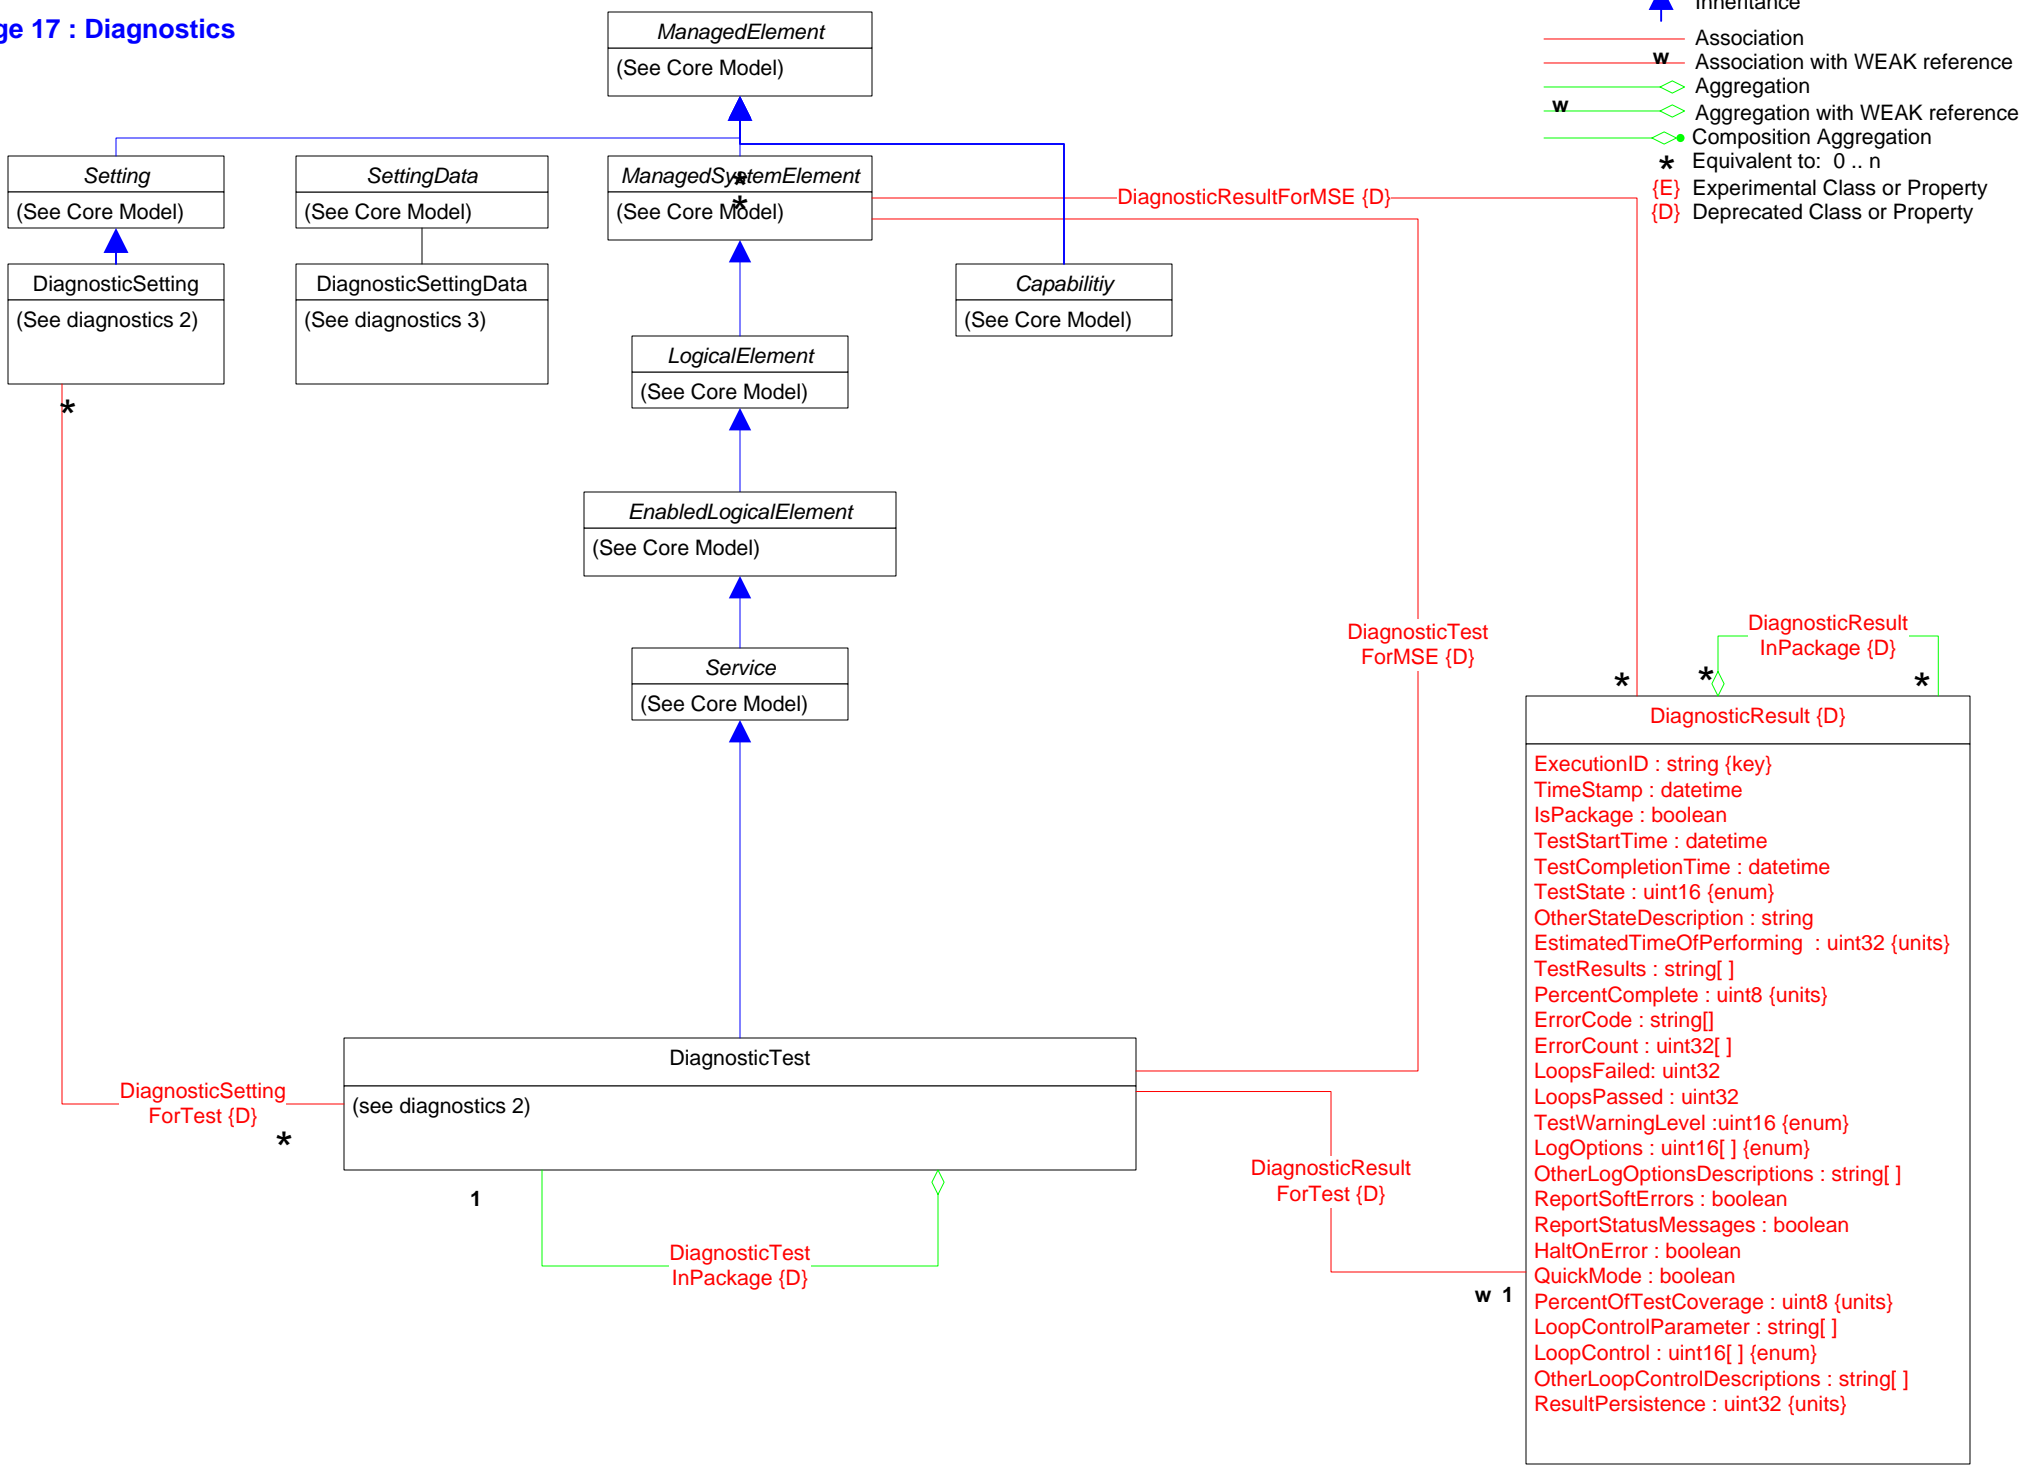 ge 17 : Diagnostics
Inheritance
Association
w Association with WEAK reference
Aggregation
w Aggregation with WEAK reference
Composition Aggregation
* Equivalent to: 0 .. n
{E} Experimental Class or Property
{D} Deprecated Class or Property
ManagedElement
(See Core Model)
Setting
(See Core Model)
SettingData
(See Core Model)
ManagedSystemElement
(See Core Model)
*
*
DiagnosticResultForMSE {D}
DiagnosticSetting
(See diagnostics 2)
*
DiagnosticSettingData
(See diagnostics 3)
Capabilitiy
(See Core Model)
LogicalElement
(See Core Model)
EnabledLogicalElement
(See Core Model)
Service
(See Core Model)
DiagnosticTest
ForMSE {D}
DiagnosticResult
InPackage {D}
*
*
*
DiagnosticResult {D}
ExecutionID : string {key}
TimeStamp : datetime
IsPackage : boolean
TestStartTime : datetime
TestCompletionTime : datetime
TestState : uint16 {enum}
OtherStateDescription : string
EstimatedTimeOfPerforming : uint32 {units}
TestResults : string[ ]
PercentComplete : uint8 {units}
ErrorCode : string[]
ErrorCount : uint32[ ]
LoopsFailed: uint32
LoopsPassed : uint32
TestWarningLevel :uint16 {enum}
LogOptions : uint16[ ] {enum}
OtherLogOptionsDescriptions : string[ ]
ReportSoftErrors : boolean
ReportStatusMessages : boolean
HaltOnError : boolean
QuickMode : boolean
PercentOfTestCoverage : uint8 {units}
LoopControlParameter : string[ ]
LoopControl : uint16[ ] {enum}
OtherLoopControlDescriptions : string[ ]
ResultPersistence : uint32 {units}
DiagnosticTest
(see diagnostics 2)
DiagnosticSetting
ForTest {D}
*
1
DiagnosticTest
InPackage {D}
DiagnosticResult
ForTest {D}
w 1